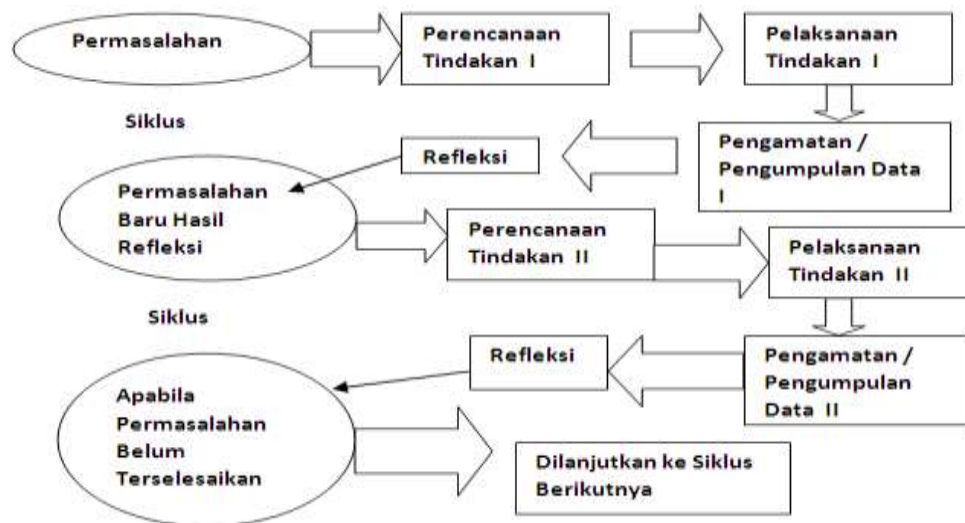 Permasalahan
Perencanaan
Tindakan I
Pelaksanaan
Tindakan I
Siklus
Pengamatan /
Pengumpulan Data
I
Refleksi
Permasalahan
Baru Hasil
Refleksi
Perencanaan
Tindakan II
Pelaksanaan
Tindakan II
Siklus
Pengamatan /
Pengumpulan
Data II
Refleksi
Apabila
Permasalahan
Belum
Terselesaikan
Dilanjutkan ke Siklus
Berikutnya